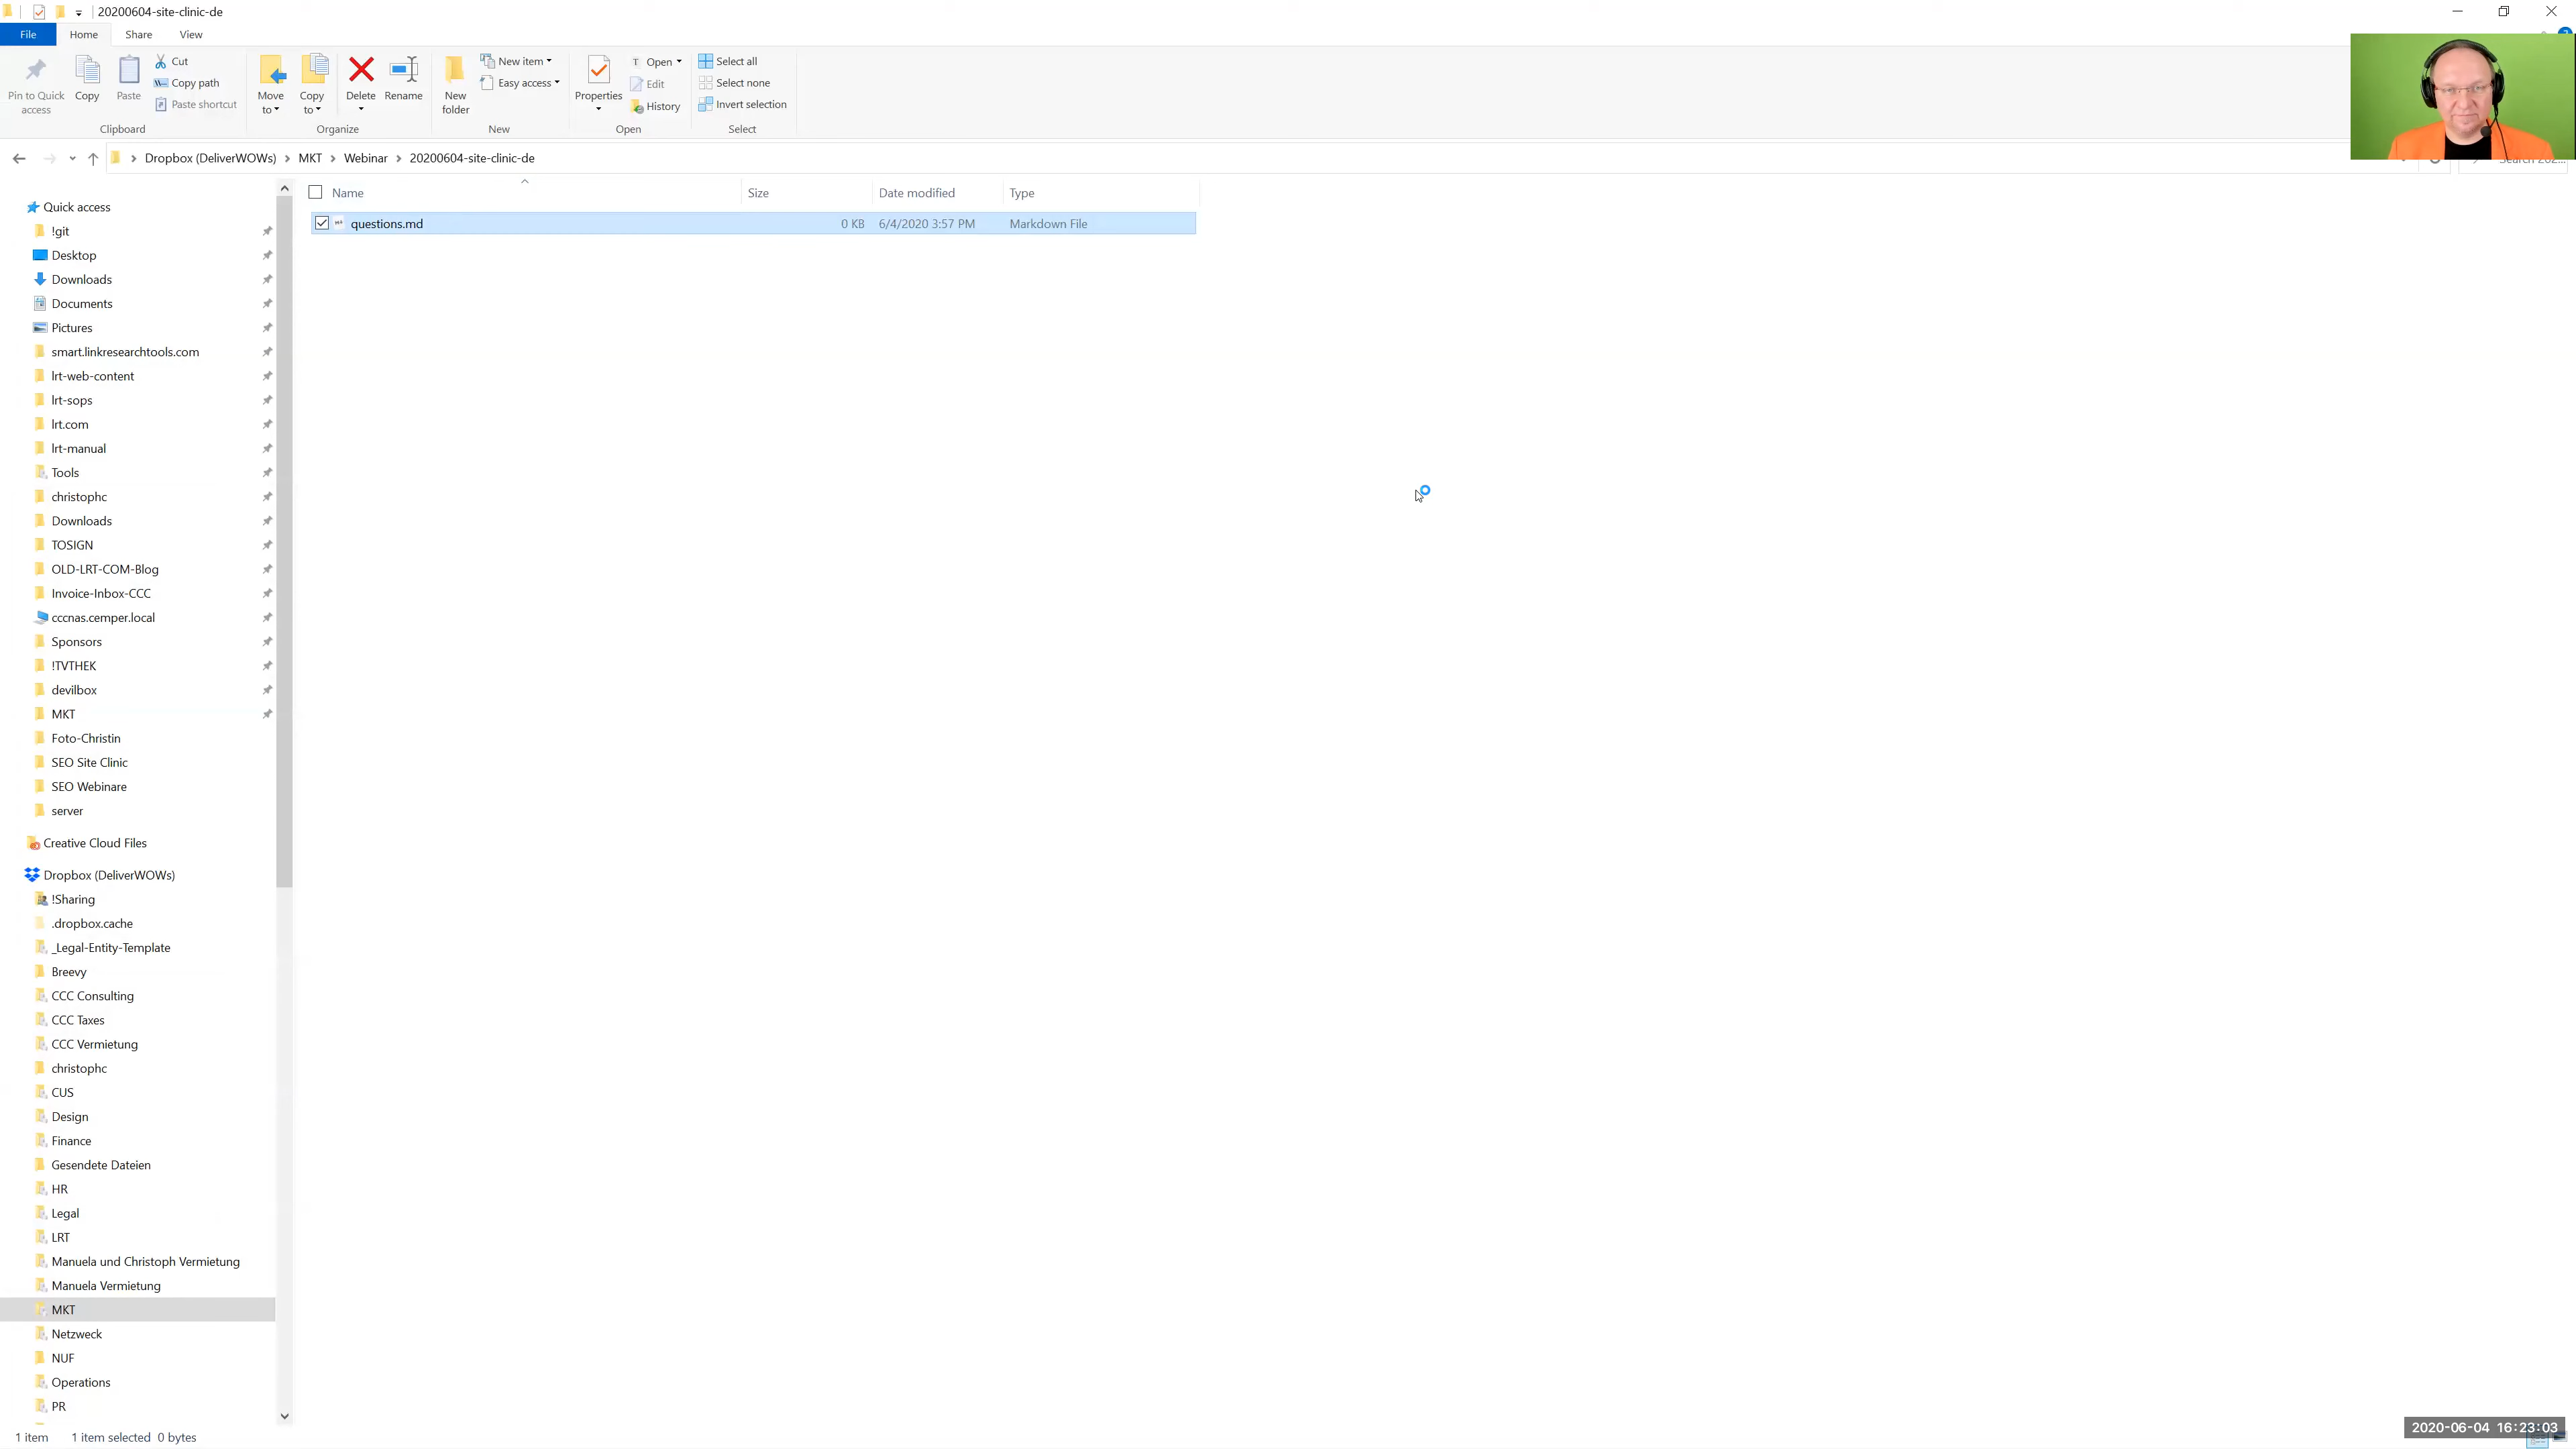 20200604-site-clinic-de
File Home Share View
Pin to Quick access
Copy
Paste
Cut
Copy path
Paste shortcut
Clipboard
Move to
Copy to
Delete
Rename
Organize
New folder
New item
Easy access
New
Properties
Open
Edit
History
Open
Select all
Select none
Invert selection
Select
Dropbox (DeliverWOWs) MKT Webinar 20200604-site-clinic-de
Name Size Date modified Type
questions.md 0 KB 6/4/2020 3:57 PM Markdown File
Quick access
!git
Desktop
Downloads
Documents
Pictures
smart.linkresearchtools.com
lrt-web-content
lrt-sops
lrt.com
lrt-manual
Tools
christophc
Downloads
TOSIGN
OLD-LRT-COM-Blog
Invoice-Inbox-CCC
cccnas.cemper.local
Sponsors
!TVTHEK
devilbox
MKT
Foto-Christin
SEO Site Clinic
SEO Webinare
server
Creative Cloud Files
Dropbox (DeliverWOWs)
!Sharing
.dropbox.cache
_Legal-Entity-Template
Breevy
CCC Consulting
CCC Taxes
CCC Vermietung
christophc
CUS
Design
Finance
Gesendete Dateien
HR
Legal
LRT
Manuela und Christoph Vermietung
Manuela Vermietung
MKT
Netzweck
NUF
Operations
PR
1 item 1 item selected 0 bytes
2020-06-04 16:23:03